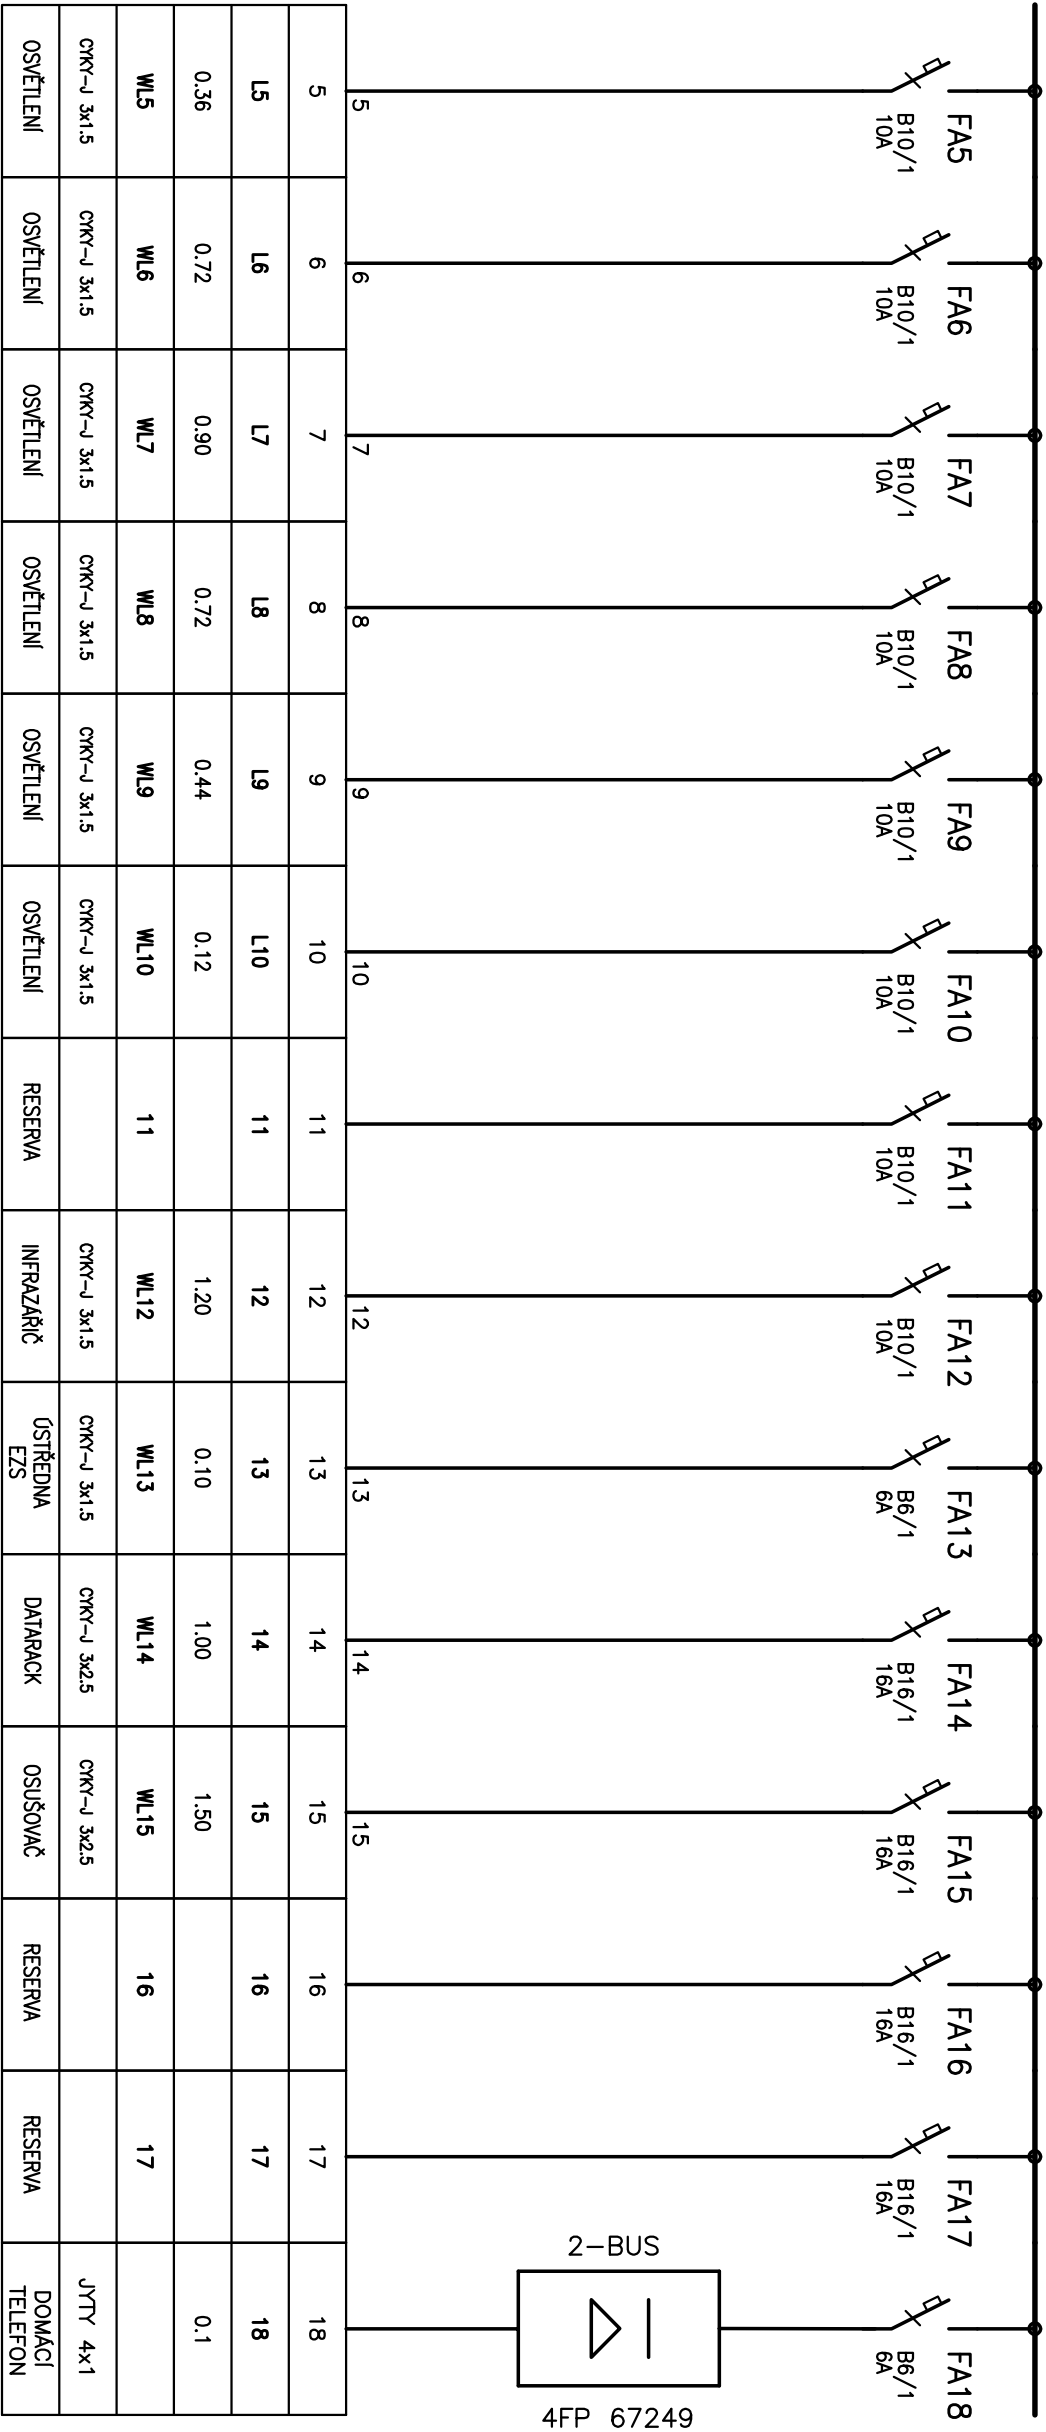 FA5
B10/1
10A
FA6
B10/1
10A
FA7
B10/1
10A
FA8
B10/1
10A
FA9
B10/1
10A
FA10
B10/1
10A
FA11
B10/1
10A
FA12
B10/1
10A
FA13
B6/1
6A
FA14
B16/1
16A
FA15
B16/1
16A
FA16
B16/1
16A
FA17
B16/1
16A
FA18
B6/1
6A
2-BUS
4FP 67249
5 6 7 8 9 10 12 13 14 15
5 6 7 8 9 10 11 12 13 14 15 16 17 18
L5 L6 L7 L8 L9 L10 11 12 13 14 15 16 17 18
0.36 0.72 0.90 0.72 0.44 0.12 1.20 0.10 1.00 1.50 0.1
WL5 WL6 WL7 WL8 WL9 WL10 11 WL12 WL13 WL14 WL15 16 17
CYKY-J 3x1.5 CYKY-J 3x1.5 CYKY-J 3x1.5 CYKY-J 3x1.5 CYKY-J 3x1.5 CYKY-J 3x1.5 CYKY-J 3x1.5 CYKY-J 3x1.5 CYKY-J 3x2.5 CYKY-J 3x2.5 JYTY 4x1
OSVĚTLENÍ
OSVĚTLENÍ
OSVĚTLENÍ
OSVĚTLENÍ
OSVĚTLENÍ
OSVĚTLENÍ
RESERVA
INFRAZÁŘIČ
ÚSTŘEDNA
EZS
DATARACK
OSUŠOVAČ
RESERVA
RESERVA
DOMÁCÍ
TELEFON